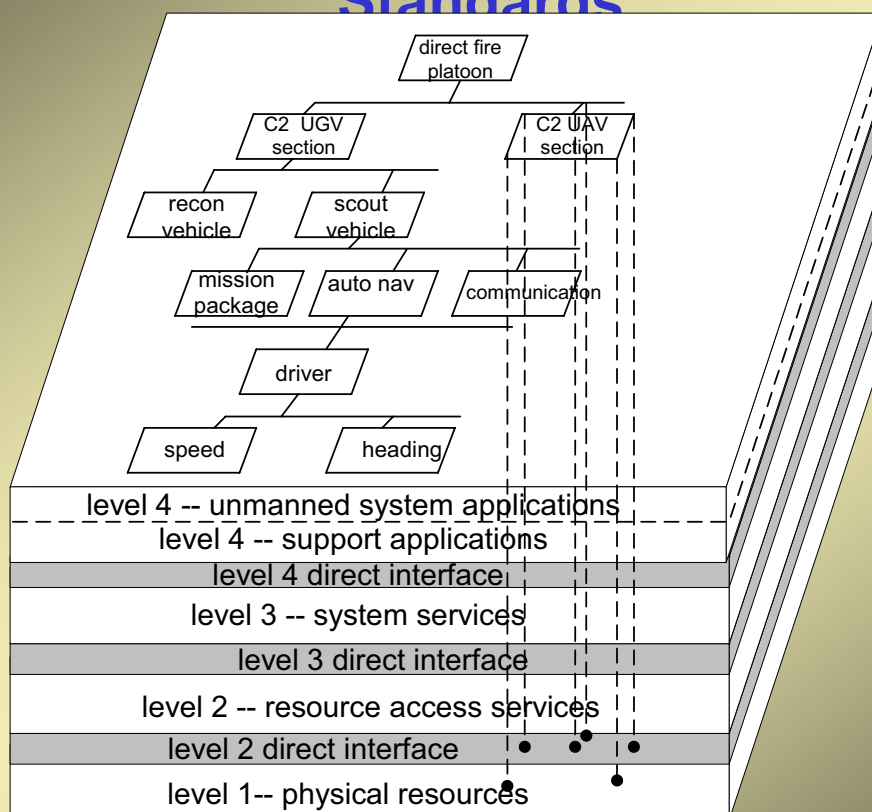 Standards
direct fire
platoon
C2 UGV
section
C2 UAV
section
recon
vehicle
scout
vehicle
mission
package
auto nav
communication
driver
speed
heading
level 4 -- unmanned system applications
level 4 -- support applications
level 4 direct interface
level 3 -- system services
level 3 direct interface
level 2 -- resource access services
level 2 direct interface
level 1-- physical resources